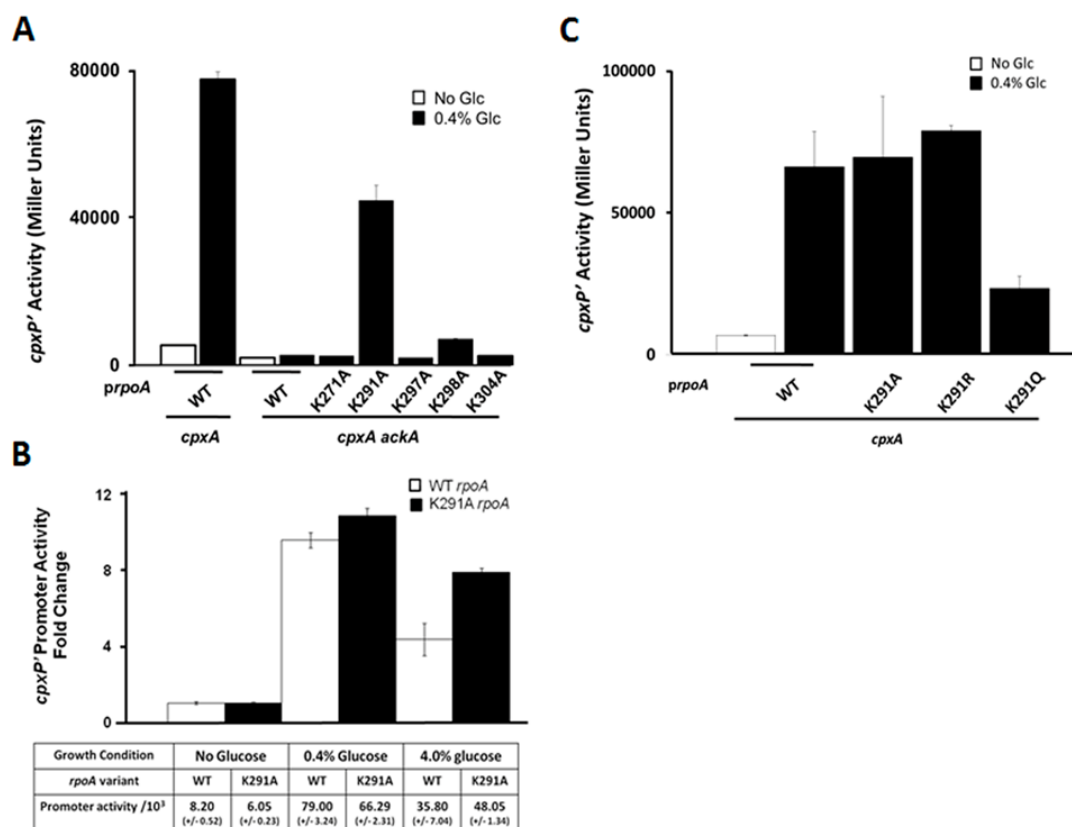 A
80000
40000
0
cpxP' Activity (Miller Units)
No Glc
0.4% Glc
prpoA
WT
WT
K271A
K291A
K297A
K298A
K304A
cpxA
cpxA ackA
C
100000
50000
0
cpxP' Activity (Miller Units)
No Glc
0.4% Glc
prpoA
WT
K291A
K291R
K291Q
cpxA
B
12
8
4
0
cpxP' Promoter Activity
Fold Change
WT rpoA
K291A rpoA
Growth Condition No Glucose 0.4% Glucose 4.0% glucose
rpoA variant WT K291A WT K291A WT K291A
Promoter activity /10³ 8.20 6.05 79.00 66.29 35.80 48.05
(+/- 0.52) (+/- 0.23) (+/- 3.24) (+/- 2.31) (+/- 7.04) (+/- 1.34)